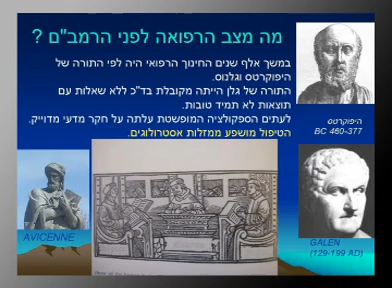 מה מצב הרפואה לפני הרמב"ם ?
במשך אלף שנים החינוך הרפואי היה לפי התורה של
היפוקרטס וגלנוס.
התורה של גלן הייתה מקובלת בד"כ ללא שאלות עם
תוצאות לא תמיד טובות.
לעתים הספקולציה המופשטת עלתה על חקר מדעי מדוייק.
הטיפול מושפע ממזלות אסטרולוגים.
היפוקרטס
BC 460-377
AVICENNE
GALEN
(129-199 AD)